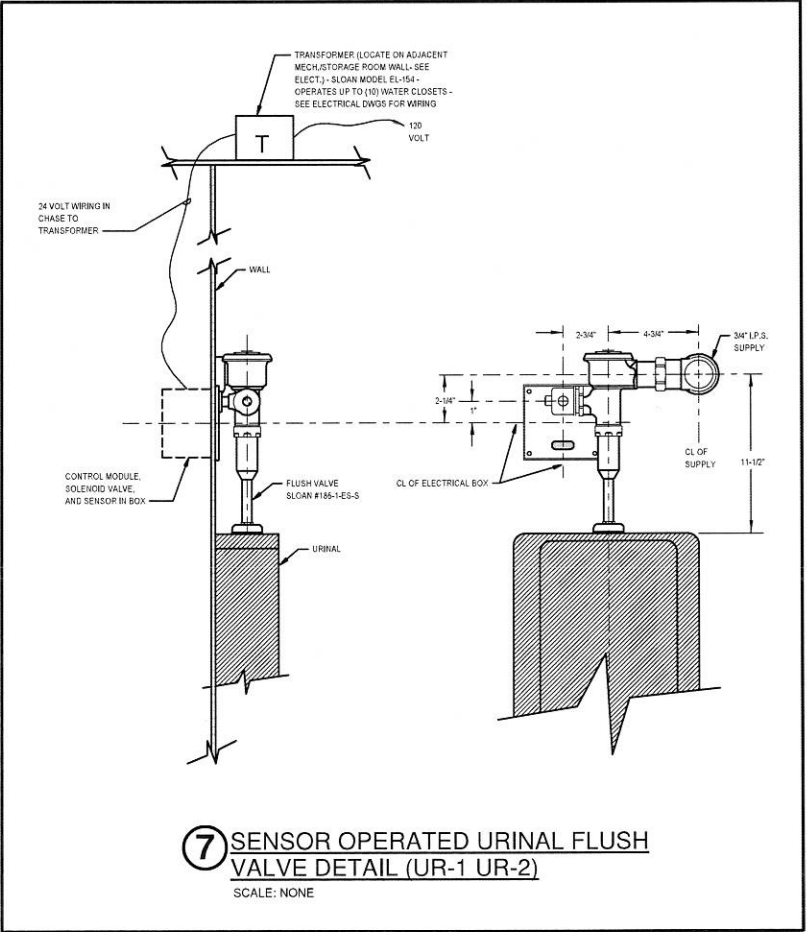 TRANSFORMER (LOCATE ON ADJACENT
MECH./STORAGE ROOM WALL- SEE
ELECT.) - SLOAN MODEL EL-154 -
OPERATES UP TO (10) WATER CLOSETS -
SEE ELECTRICAL DWGS FOR WIRING
T
120
VOLT
24 VOLT WIRING IN
CHASE TO
TRANSFORMER
WALL
2-3/4"
4-3/4"
3/4" I.P.S.
SUPPLY
2-1/4"
1"
CL OF
SUPPLY
11-1/2"
CONTROL MODULE,
SOLENOID VALVE,
AND SENSOR IN BOX
FLUSH VALVE
SLOAN #186-1-ES-S
CL OF ELECTRICAL BOX
URINAL
7 SENSOR OPERATED URINAL FLUSH
VALVE DETAIL (UR-1 UR-2)
SCALE: NONE